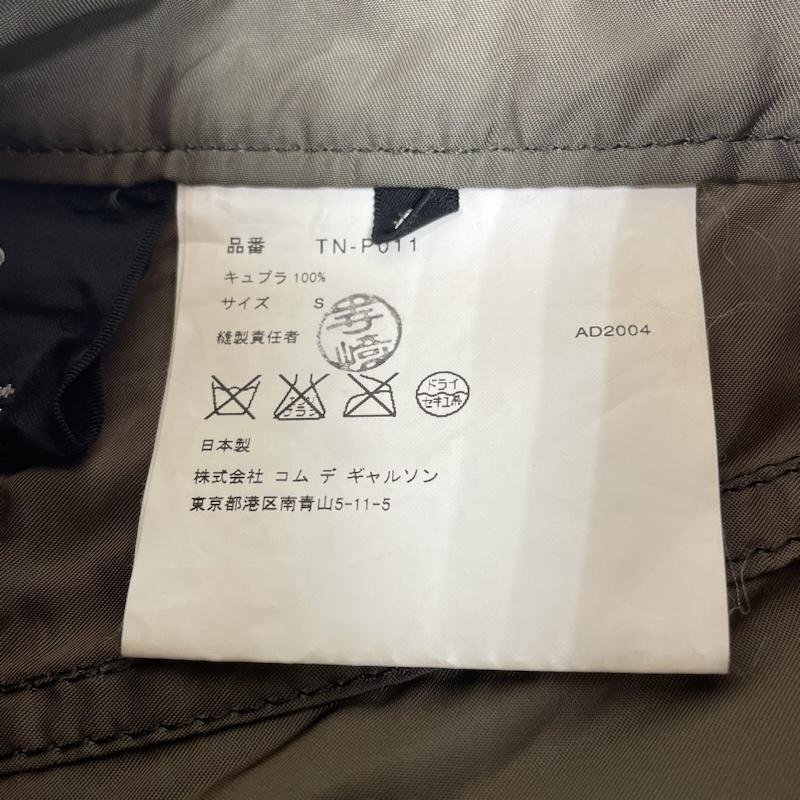 品番 TN-P011
キュプラ 100%
サイズ S
縫製責任者
AD2004
ドライ
セキユ系
日本製
株式会社 コム デ ギャルソン
東京都港区南青山5-11-5